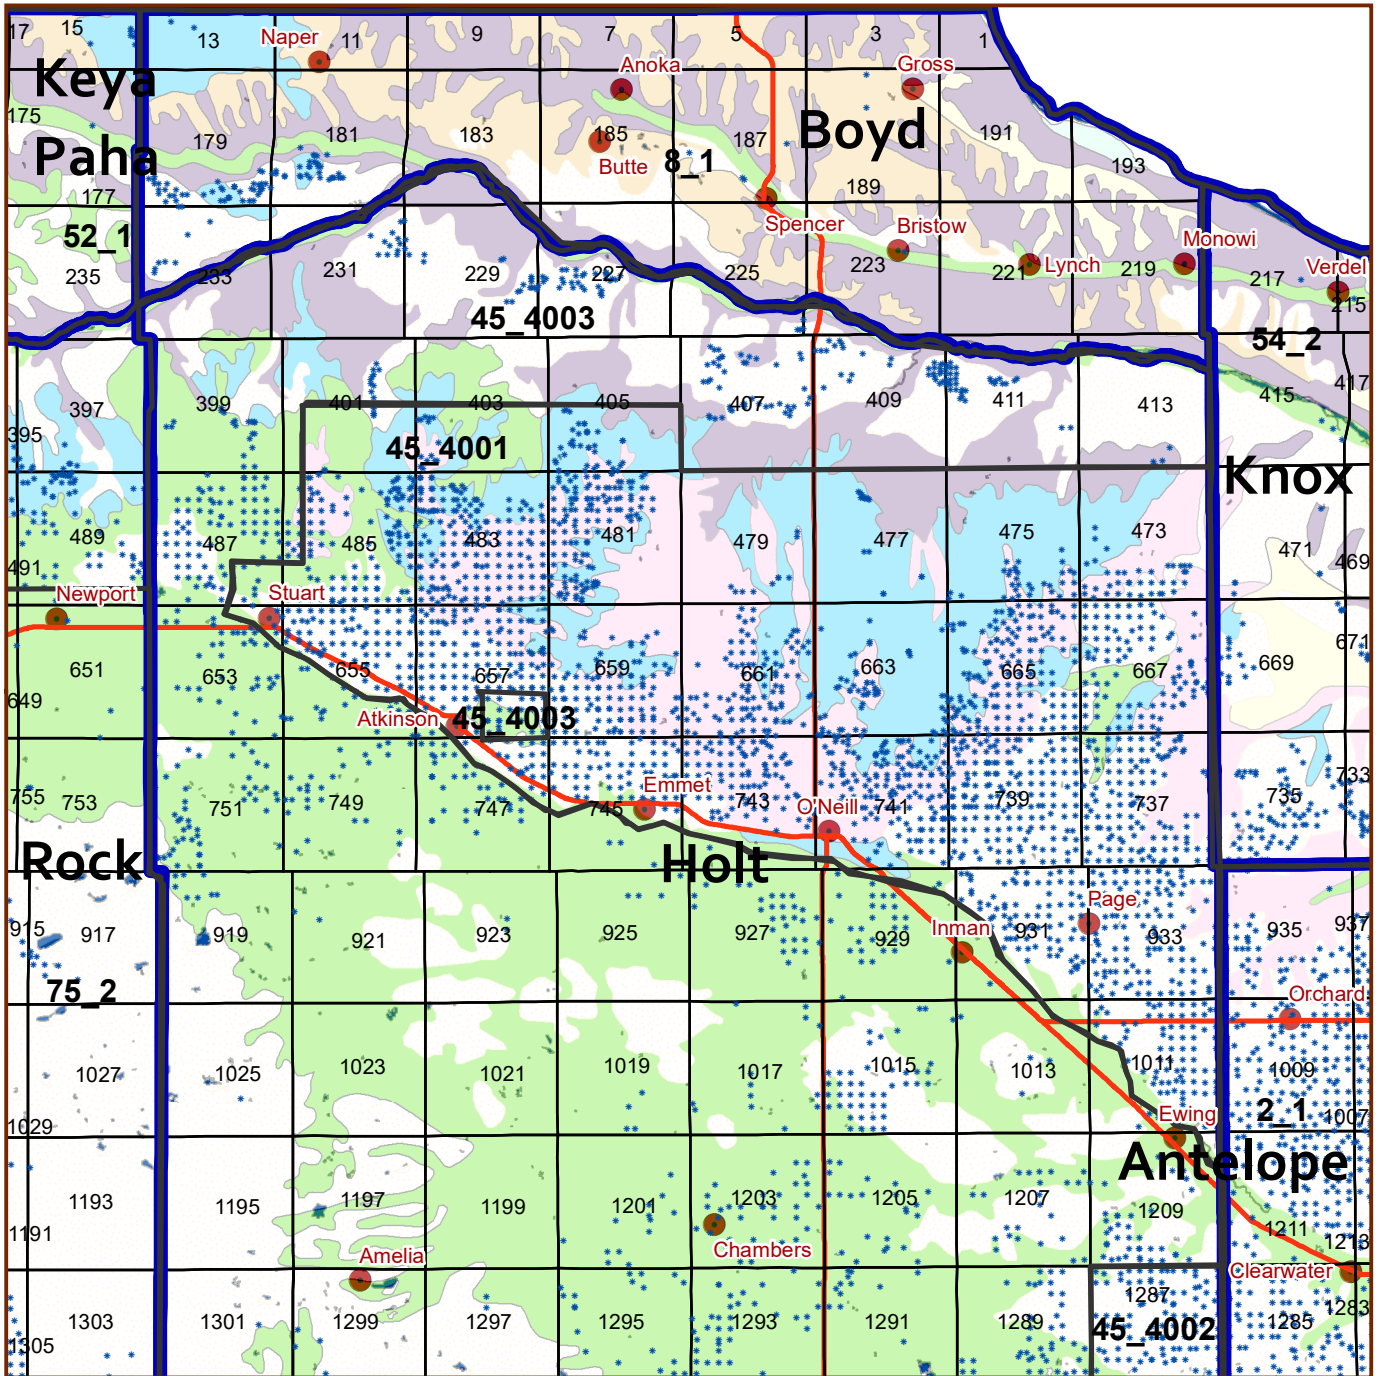 17 15 13 11 9 7 5 3 1
Naper
Anoka
Gross
Keya
Paha
Boyd
175 179 181 183 185 187 191 193
Butte
8_1
177 189
52_1
Spencer
Bristow
Monowi
235 233 231 229 227 225 223 221 219 217 215
Lynch
Verdel
45_4003
54_2
397 399 401 403 405 407 409 411 413 415 417
395
45_4001
Knox
489 487 485 483 481 479 477 475 473 471 469
491
Newport
Stuart
651 653 655 657 659 661 663 665 667 669 671
649
Atkinson
45_4003
755 753 751 749 747 745 743 741 739 737 735 733
Emmet
O'Neill
Rock
Holt
Page
Inman
915 917 919 921 923 925 927 929 931 933 935 937
75_2
Orchard
1027 1025 1023 1021 1019 1017 1015 1013 1011 1009 1007
1029
2_1
Ewing
Antelope
1193 1195 1197 1199 1201 1203 1205 1207 1209 1211 1213
1191
Amelia
Chambers
Clearwater
1303 1301 1299 1297 1295 1293 1291 1289 1287 1285 1283
1305
45_4002